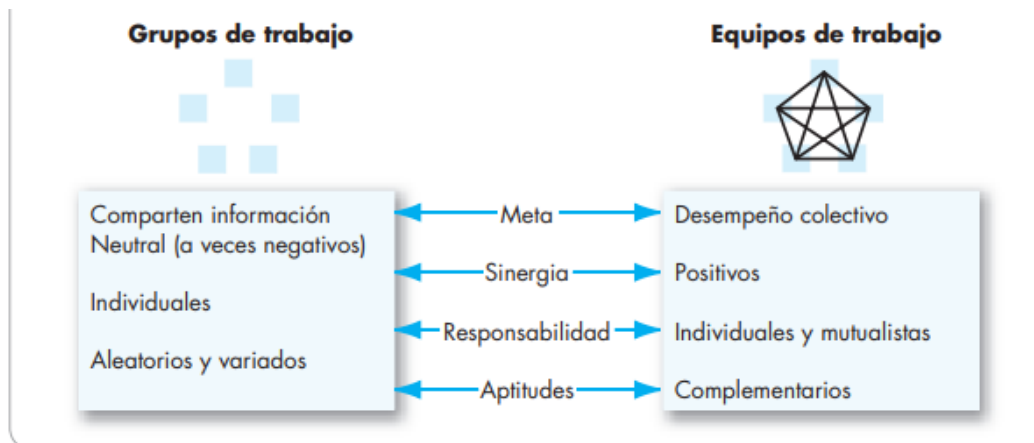 Grupos de trabajo
Equipos de trabajo
Comparten información
Neutral (a veces negativos)
Individuales
Aleatorios y variados
Meta
Sinergia
Responsabilidad
Aptitudes
Desempeño colectivo
Positivos
Individuales y mutualistas
Complementarios